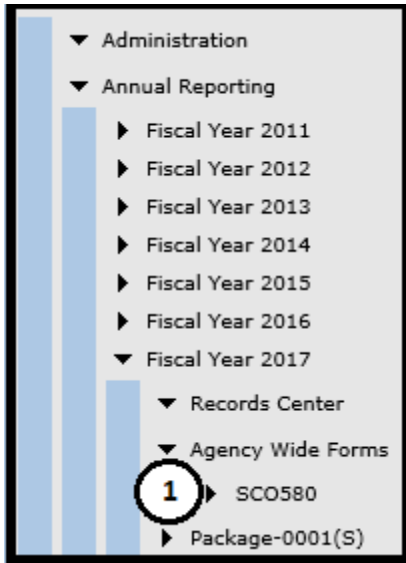 Administration
Annual Reporting
Fiscal Year 2011
Fiscal Year 2012
Fiscal Year 2013
Fiscal Year 2014
Fiscal Year 2015
Fiscal Year 2016
Fiscal Year 2017
Records Center
Agency Wide Forms
1 SCO580
Package-0001(S)